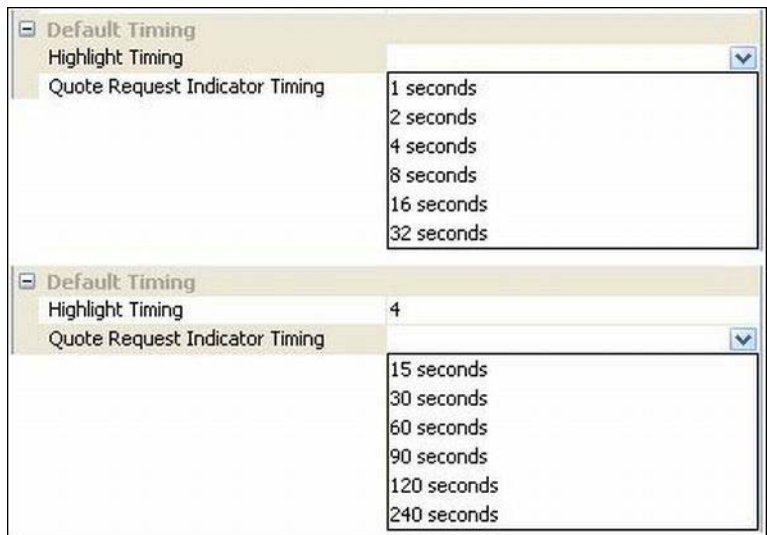 Default Timing
Highlight Timing
Quote Request Indicator Timing
1 seconds
2 seconds
4 seconds
8 seconds
16 seconds
32 seconds
Default Timing
Highlight Timing 4
Quote Request Indicator Timing
15 seconds
30 seconds
60 seconds
90 seconds
120 seconds
240 seconds